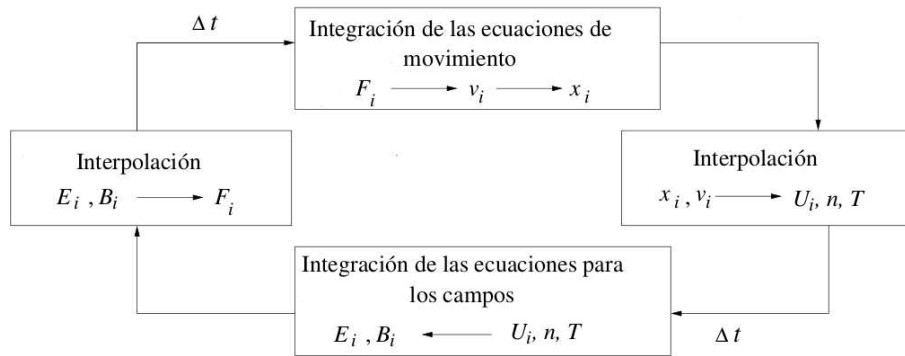 Δ t
Integración de las ecuaciones de
movimiento
F_i ⟶ v_i ⟶ x_i
Interpolación
E_i , B_i ⟶ F_i
Interpolación
x_i , v_i ⟶ U_i, n, T
Integración de las ecuaciones para
los campos
E_i , B_i ⟵ U_i, n, T
Δ t